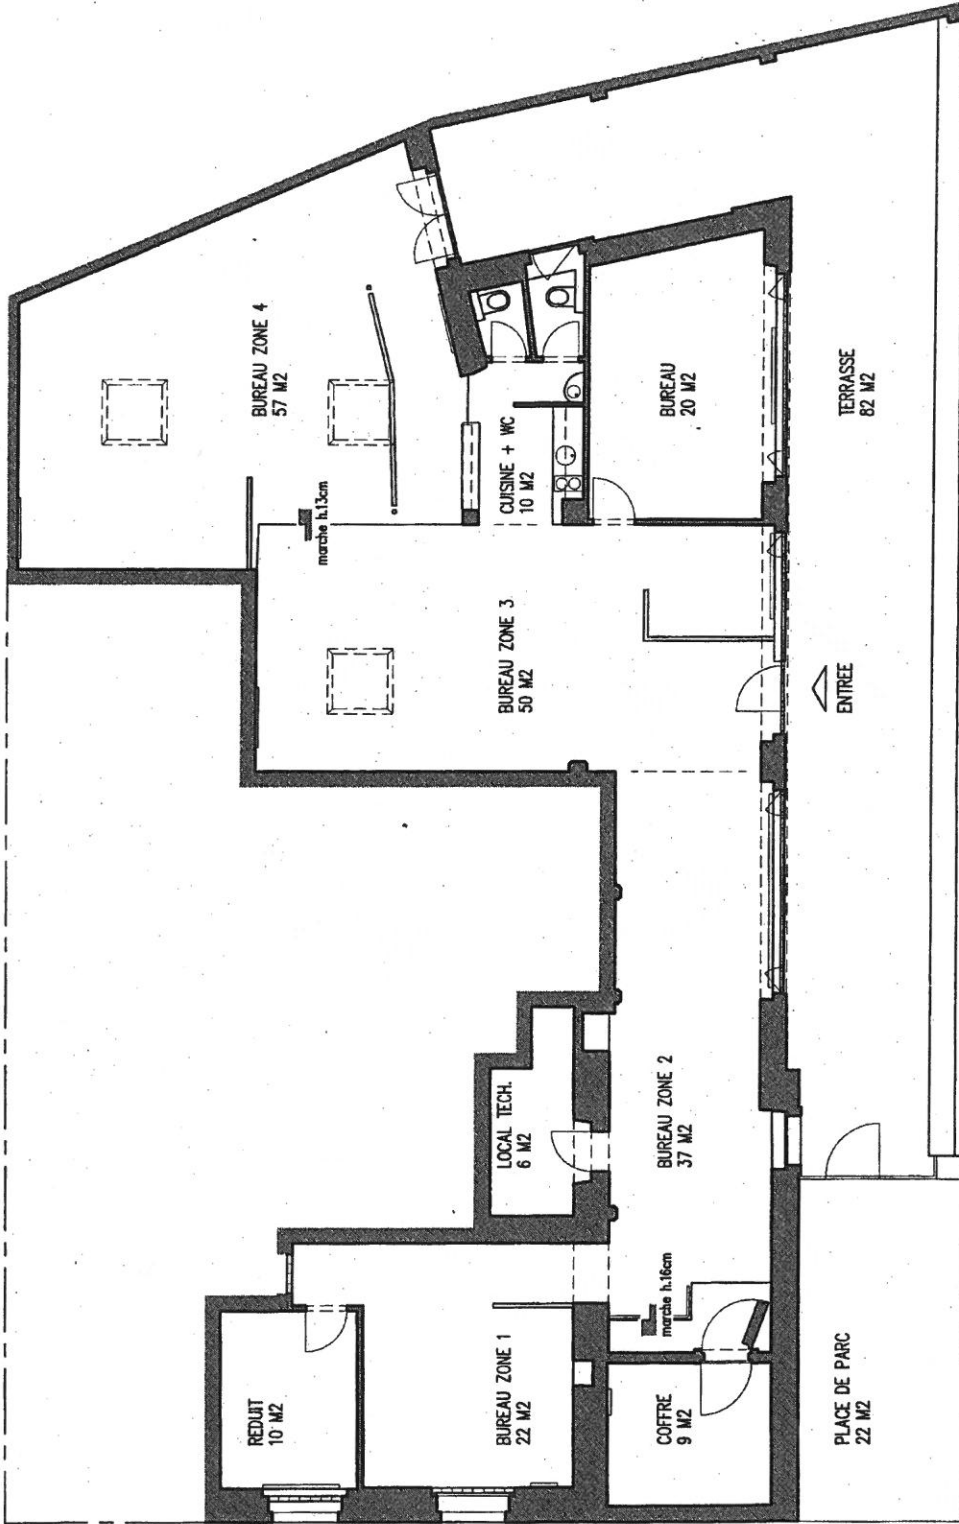 BUREAU ZONE 4
57 M2
marche h.13cm
CUISINE + WC
10 M2
BUREAU
20 M2
TERRASSE
82 M2
BUREAU ZONE 3
50 M2
ENTREE
LOCAL TECH.
6 M2
BUREAU ZONE 2
37 M2
marche h.16cm
REDUIT
10 M2
BUREAU ZONE 1
22 M2
COFFRE
9 M2
PLACE DE PARC
22 M2